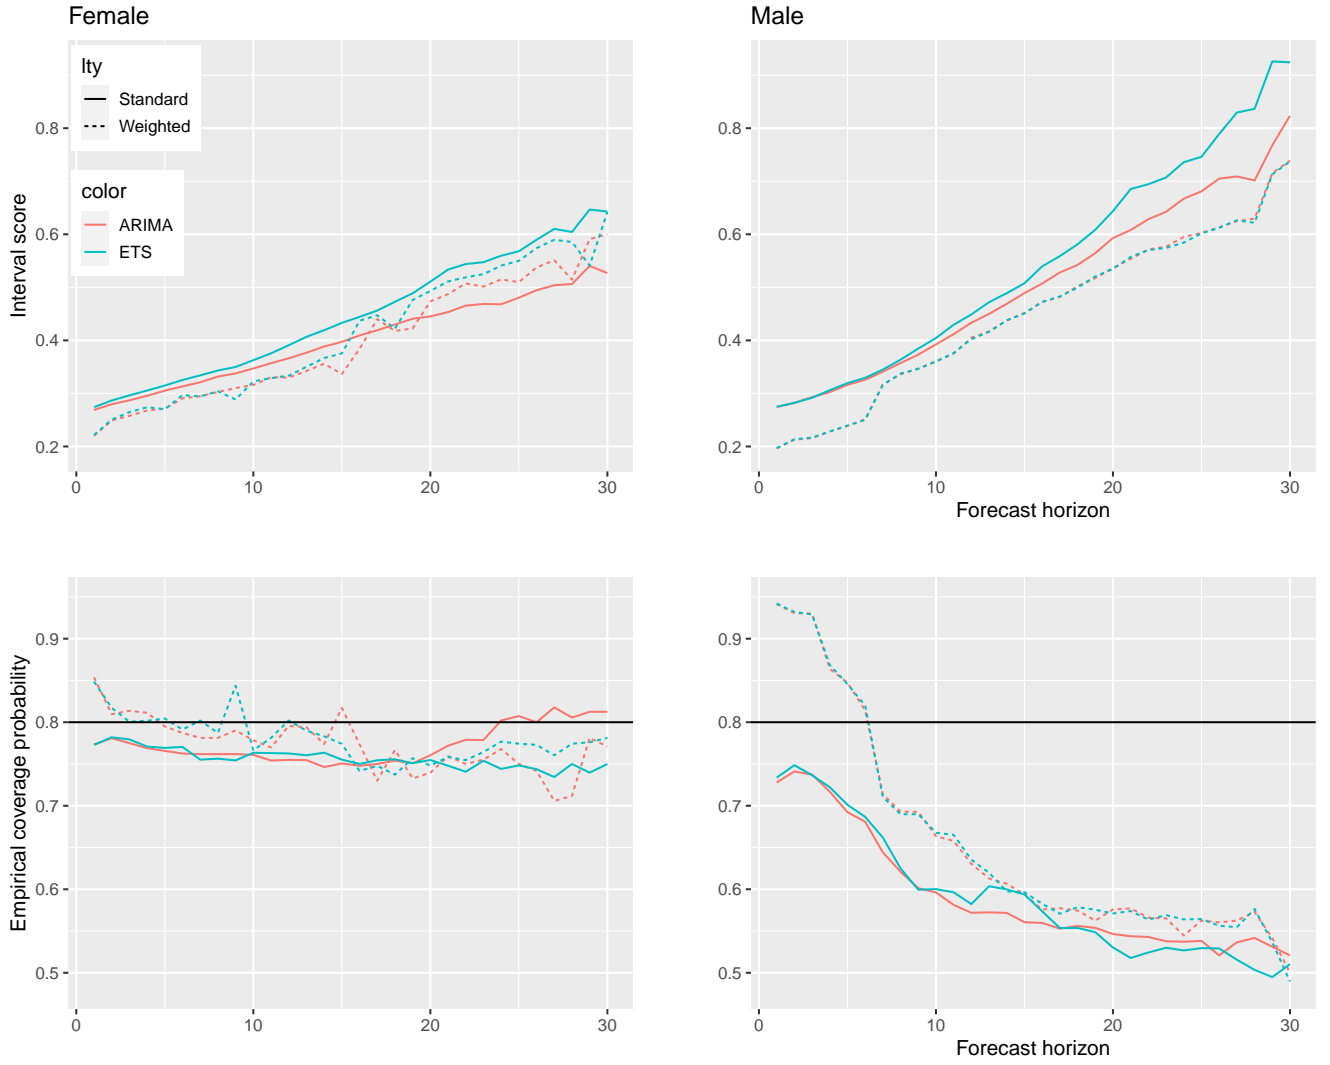 Female
Male
lty
Standard
Weighted
color
ARIMA
ETS
Interval score
0.8
0.6
0.4
0.2
0
10
20
30
0.8
0.6
0.4
0.2
0
10
20
30
Forecast horizon
Empirical coverage probability
0.9
0.8
0.7
0.6
0.5
0
10
20
30
0.9
0.8
0.7
0.6
0.5
0
10
20
30
Forecast horizon